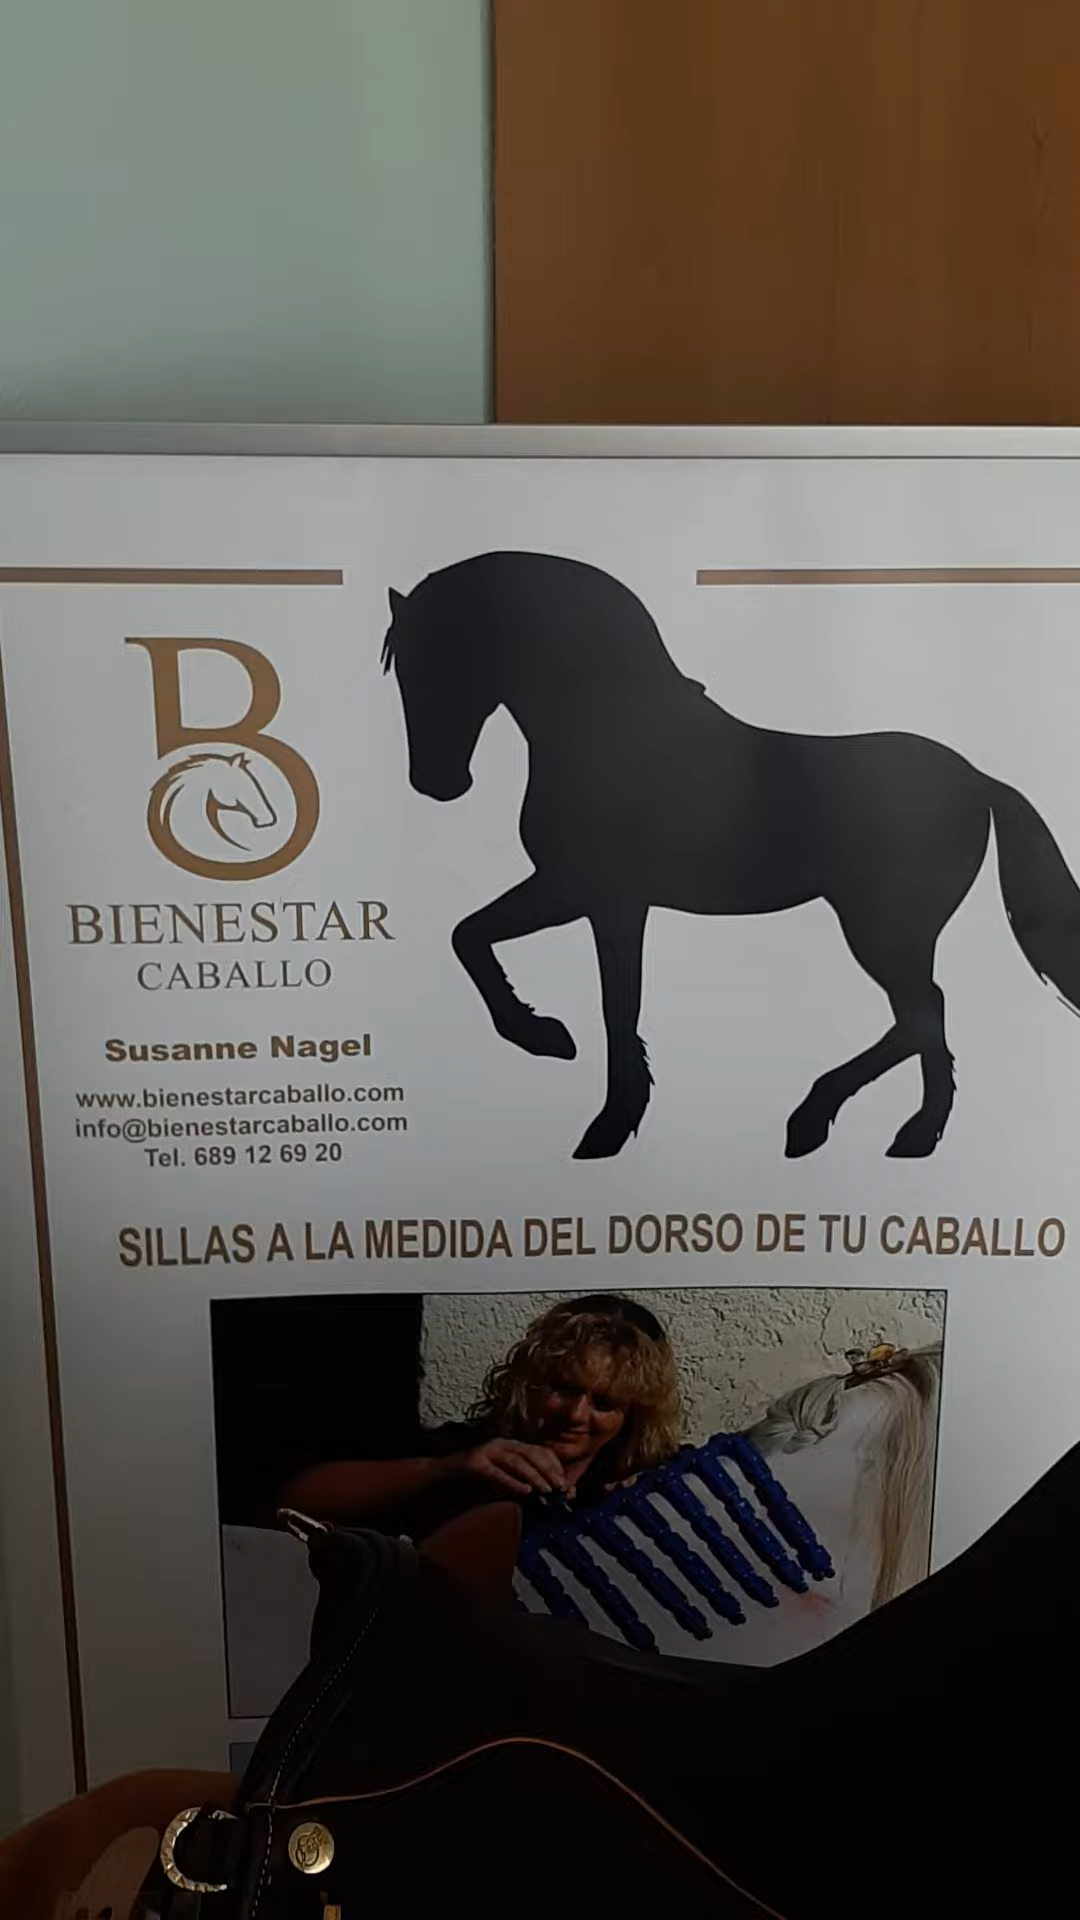 BIENESTAR
CABALLO
Susanne Nagel
www.bienestarcaballo.com
info@bienestarcaballo.com
Tel. 689 12 69 20
SILLAS A LA MEDIDA DEL DORSO DE TU CABALLO